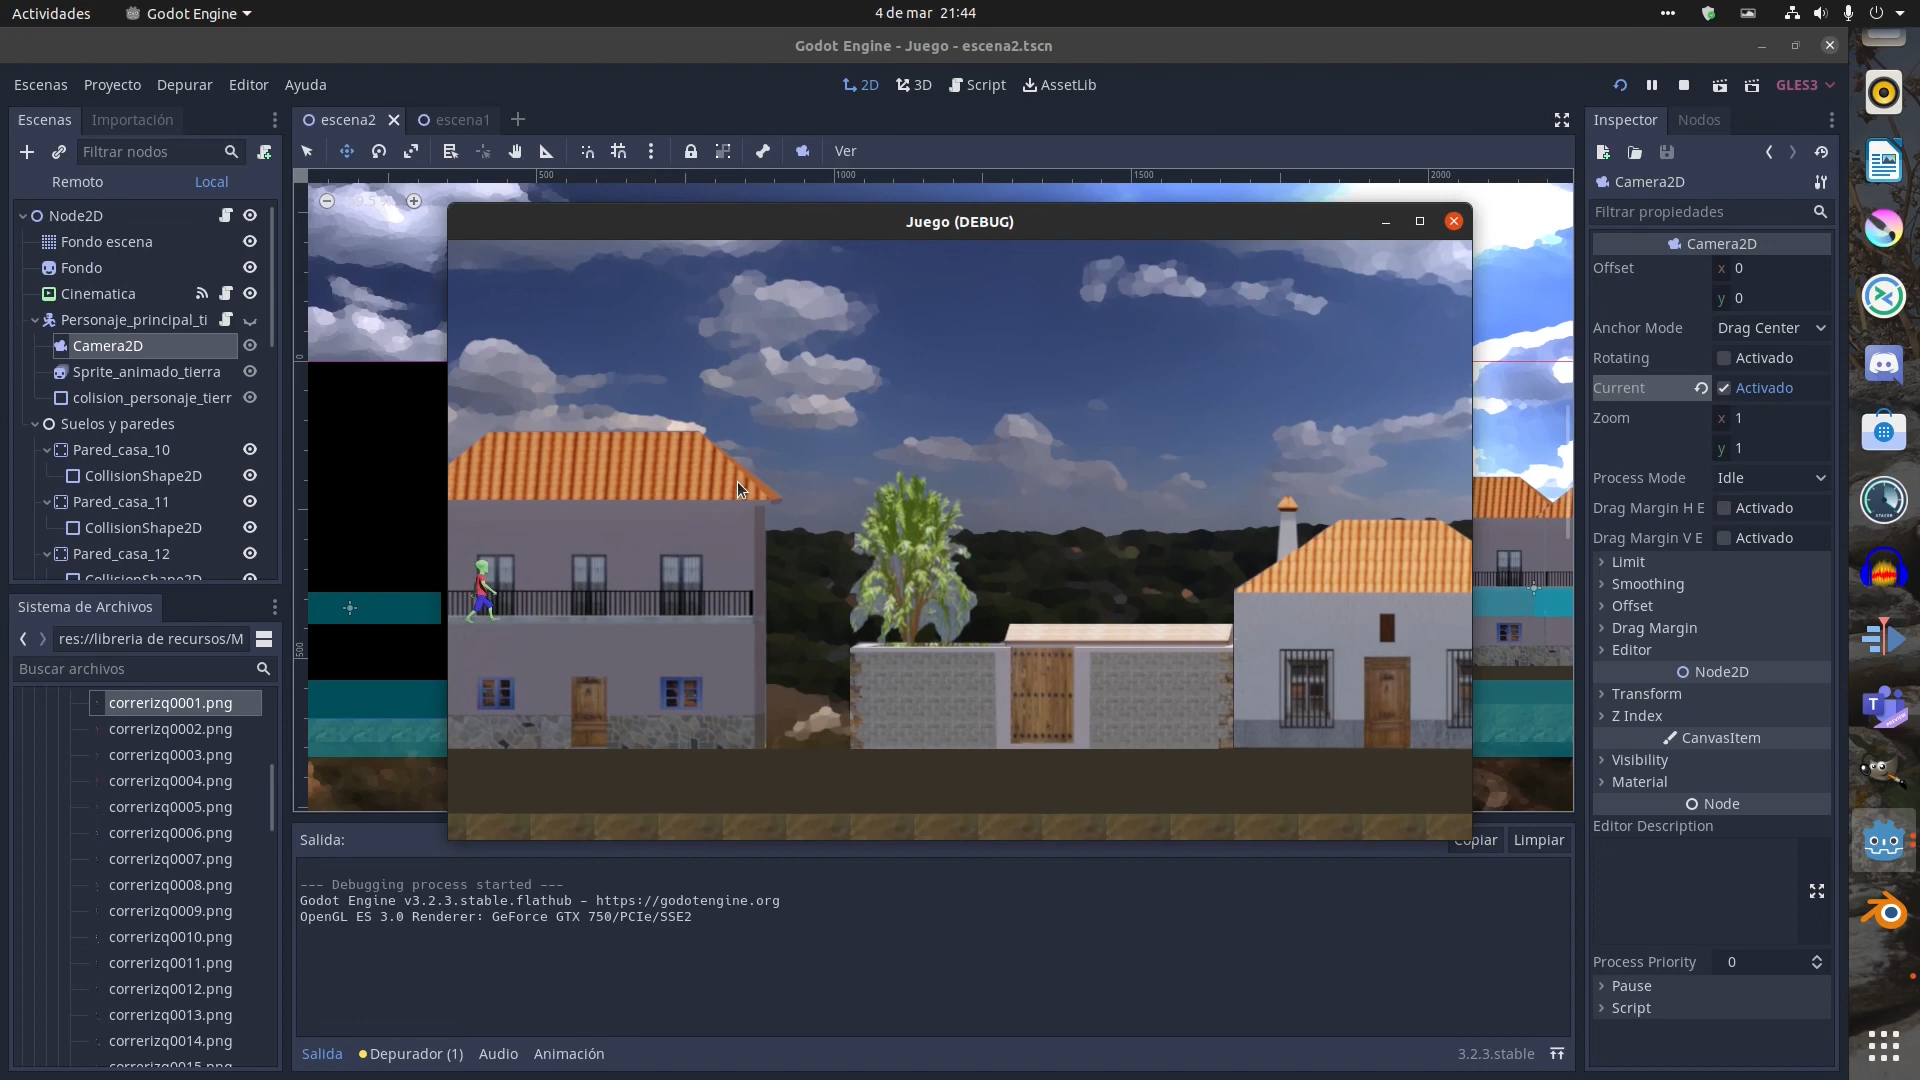 Actividades
Godot Engine
4 de mar 21:44
Godot Engine - Juego - escena2.tscn
Escenas Proyecto Depurar Editor Ayuda
2D 3D Script AssetLib
GLES3
Escenas Importación
escena2 escena1
Inspector Nodos
Filtrar nodos
Ver
Remoto Local
500 1000 1500 2000
Camera2D
Filtrar propiedades
Juego (DEBUG)
Node2D
Fondo escena
Fondo
Cinematica
Personaje_principal_ti
Camera2D
Sprite_animado_tierra
colision_personaje_tierr
Suelos y paredes
Pared_casa_10
CollisionShape2D
Pared_casa_11
CollisionShape2D
Pared_casa_12
CollisionShape2D
0
500
Sistema de Archivos
res://libreria de recursos/M
Buscar archivos
correrizq0001.png
correrizq0002.png
correrizq0003.png
correrizq0004.png
correrizq0005.png
correrizq0006.png
correrizq0007.png
correrizq0008.png
correrizq0009.png
correrizq0010.png
correrizq0011.png
correrizq0012.png
correrizq0013.png
correrizq0014.png
correrizq0015.png
Salida:
Copiar Limpiar
--- Debugging process started ---
Godot Engine v3.2.3.stable.flathub - https://godotengine.org
OpenGL ES 3.0 Renderer: GeForce GTX 750/PCIe/SSE2
Salida Depurador (1) Audio Animación
3.2.3.stable
Camera2D
Offset x 0
y 0
Anchor Mode Drag Center
Rotating Activado
Current Activado
Zoom x 1
y 1
Process Mode Idle
Drag Margin H E Activado
Drag Margin V E Activado
Limit
Smoothing
Offset
Drag Margin
Editor
Node2D
Transform
Z Index
CanvasItem
Visibility
Material
Node
Editor Description
Process Priority 0
Pause
Script